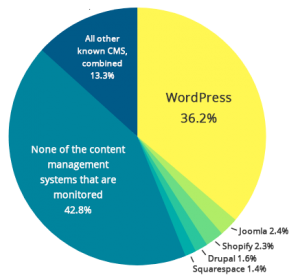 All other
known CMS,
combined
13.3%
WordPress
36.2%
None of the content
management
systems that are
monitored
42.8%
Joomla 2.4%
Shopify 2.3%
Drupal 1.6%
Squarespace 1.4%